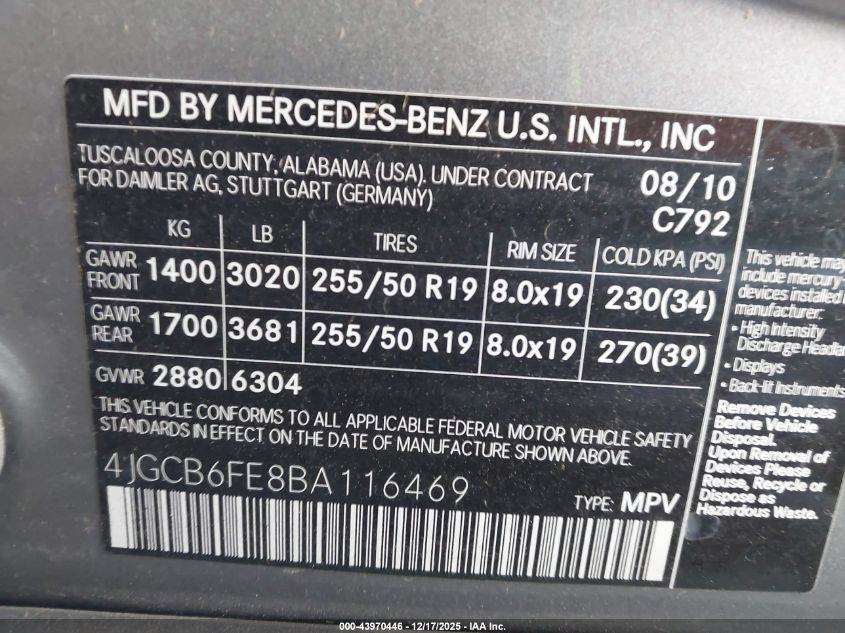 MFD BY MERCEDES-BENZ U.S. INTL., INC
TUSCALOOSA COUNTY, ALABAMA (USA), UNDER CONTRACT
FOR DAIMLER AG, STUTTGART (GERMANY)
08/10
C792
KG LB TIRES RIM SIZE COLD KPA (PSI)
GAWR FRONT 1400 3020 255/50 R19 8.0x19 230(34)
GAWR REAR 1700 3681 255/50 R19 8.0x19 270(39)
GVWR 2880 6304
THIS VEHICLE CONFORMS TO ALL APPLICABLE FEDERAL MOTOR VEHICLE SAFETY
STANDARDS IN EFFECT ON THE DATE OF MANUFACTURE SHOWN ABOVE.
4JGCB6FE8BA116469
TYPE: MPV
This vehicle may
include mercury-
devices installed
manufacturer:
• High Intensity
Discharge Headla
• Displays
• Back-lit Instruments
Remove Devices
Before Vehicle
Disposal.
Upon Removal of
Devices Please
Reuse, Recycle or
Dispose as
Hazardous Waste.
000-43970446 - 12/17/2025 - IAA Inc.